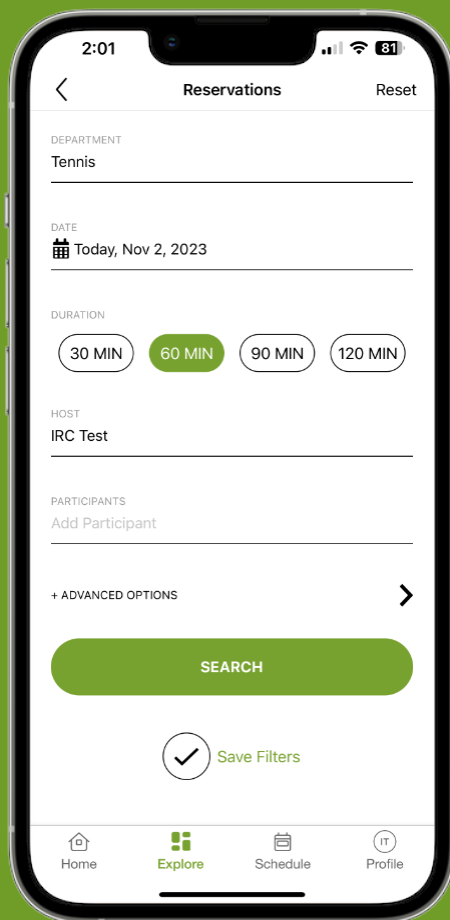 2:01
81
Reservations
Reset
DEPARTMENT
Tennis
DATE
Today, Nov 2, 2023
DURATION
30 MIN
60 MIN
90 MIN
120 MIN
HOST
IRC Test
PARTICIPANTS
Add Participant
+ ADVANCED OPTIONS
SEARCH
Save Filters
IT
Home
Explore
Schedule
Profile